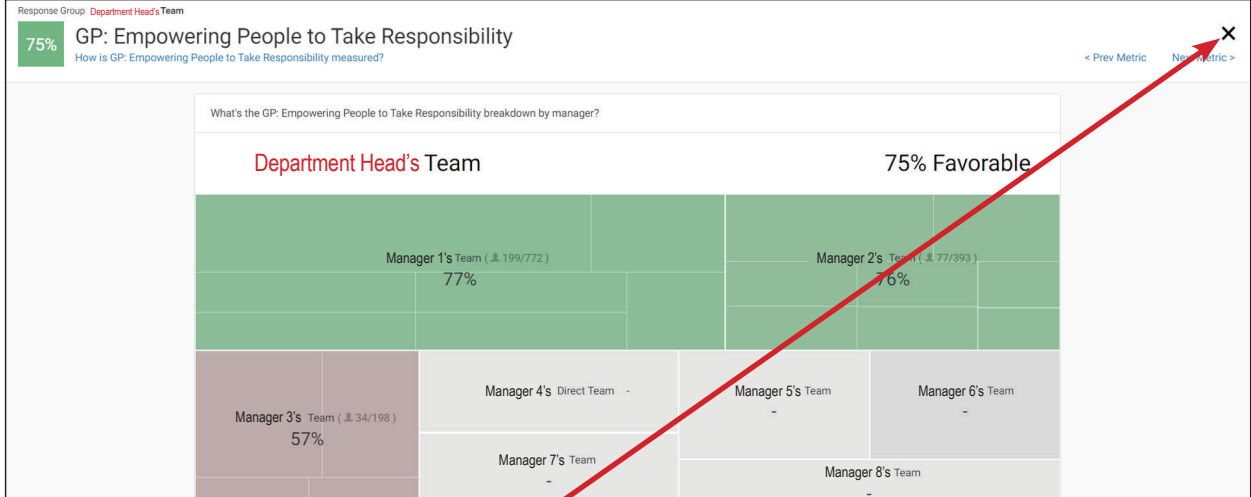 Response Group Department Head's Team
75%
GP: Empowering People to Take Responsibility
How is GP: Empowering People to Take Responsibility measured?
< Prev Metric Next Metric >
What's the GP: Empowering People to Take Responsibility breakdown by manager?
Department Head's Team 75% Favorable
Manager 1's Team ( 199/772 )
77%
Manager 2's Team ( 77/393 )
76%
Manager 3's Team ( 34/198 )
57%
Manager 4's Direct Team -
Manager 5's Team
-
Manager 6's Team
-
Manager 7's Team
-
Manager 8's Team
-